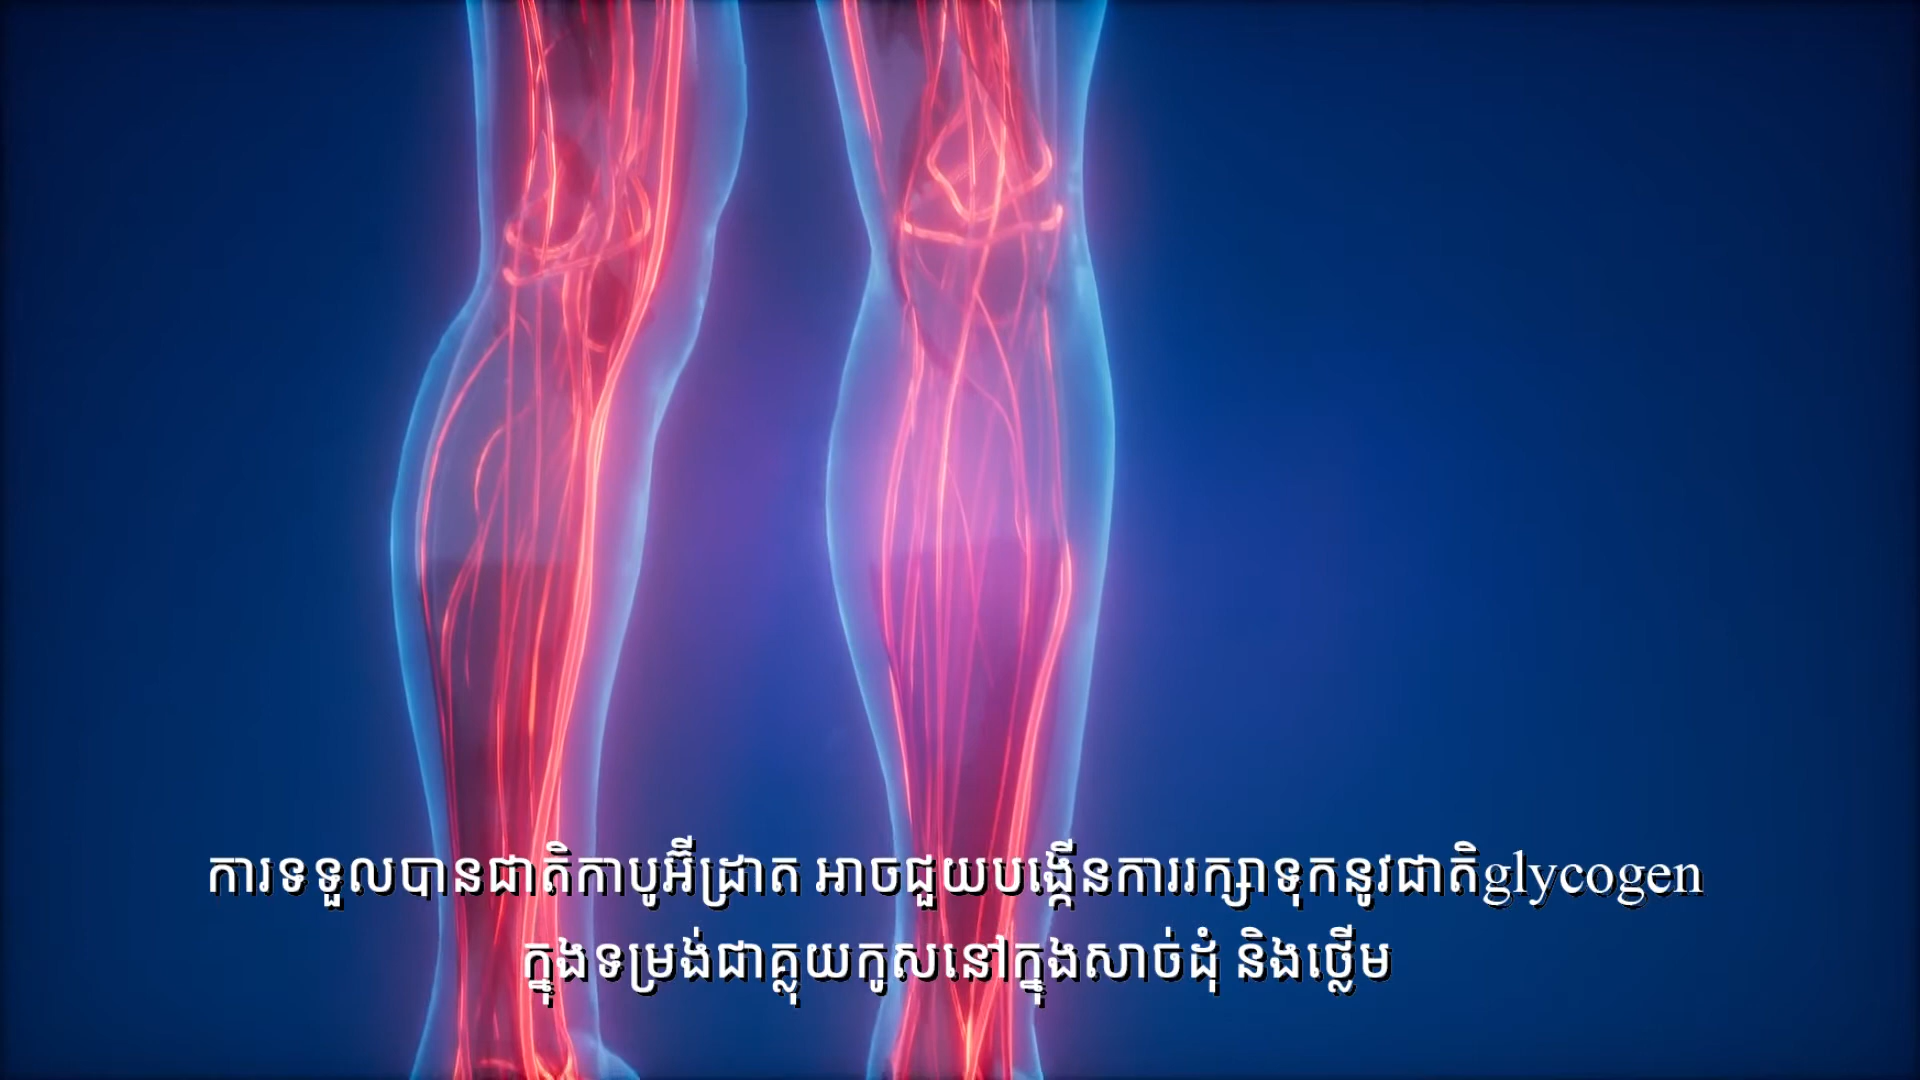 ការទទួលបានជាតិកាបូអ៊ីដ្រាត អាចជួយបង្កើនការរក្សាទុកនូវជាតិglycogen
ក្នុងទម្រង់ជាគ្លុយកូសនៅក្នុងសាច់ដុំ និងថ្លើម